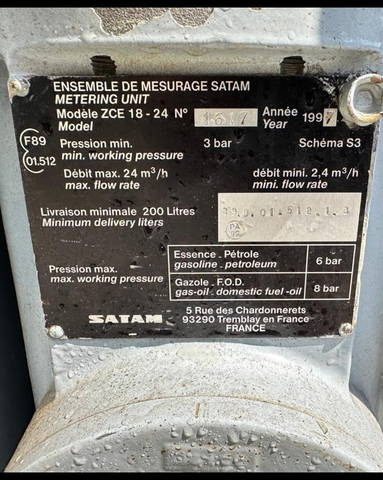 ENSEMBLE DE MESURAGE SATAM
METERING UNIT
Modèle ZCE 18 - 24 Nº Année 1997
Model Year
F89
01.512
Pression min. 3 bar Schéma S3
min. working pressure
Débit max. 24 m³/h débit mini. 2,4 m³/h
max. flow rate mini. flow rate
Livraison minimale 200 Litres
Minimum delivery liters
Essence . Pétrole 6 bar
gasoline . petroleum
Pression max.
max. working pressure
Gazole . F.O.D. 8 bar
gas-oil . domestic fuel-oil
SATAM
5 Rue des Chardonnerets
93290 Tremblay en France
FRANCE